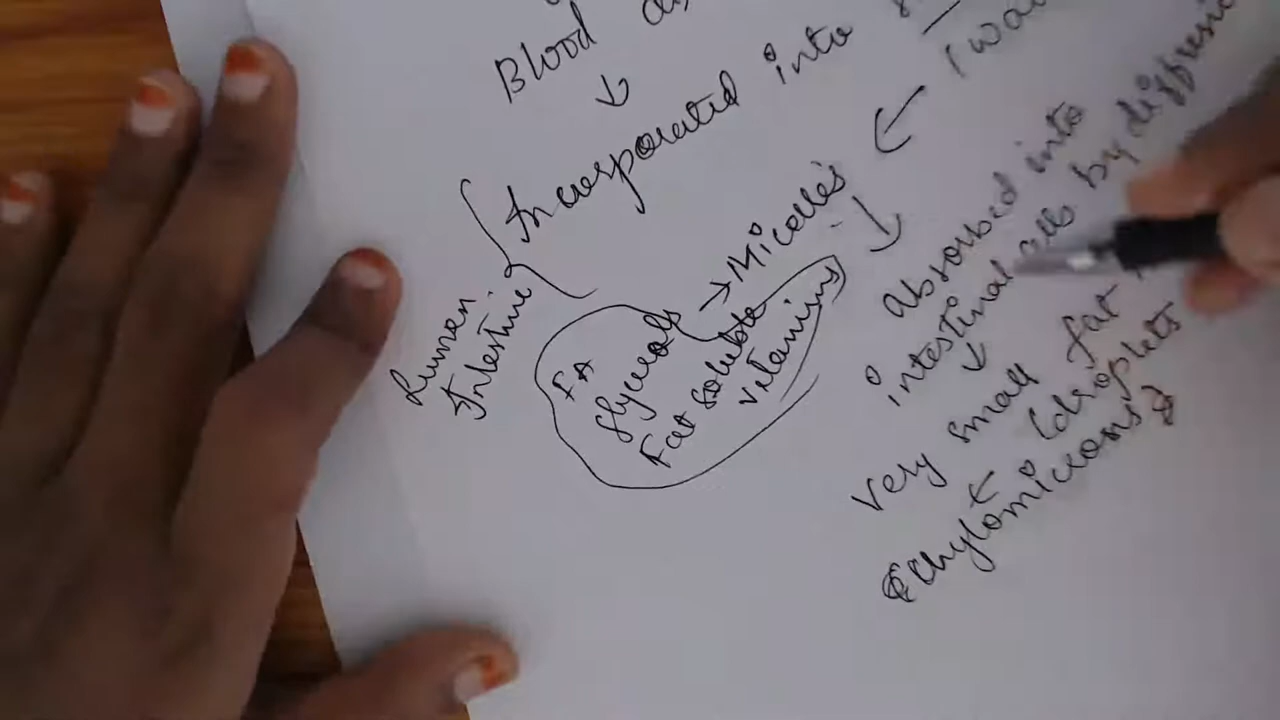 Blood
↓
Incorporated into
→ Micelles
FA
Glycerols
Fat soluble
vitamins
Lumen
Intestine
Absorbed into
intestinal cells by diffusion
↓
very small fat
(droplets
Chylomicrons